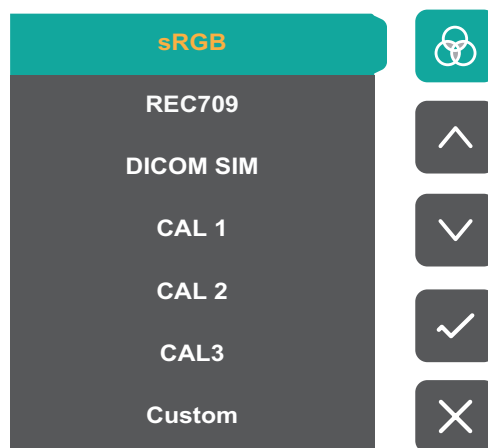 sRGB
REC709
DICOM SIM
CAL 1
CAL 2
CAL3
Custom